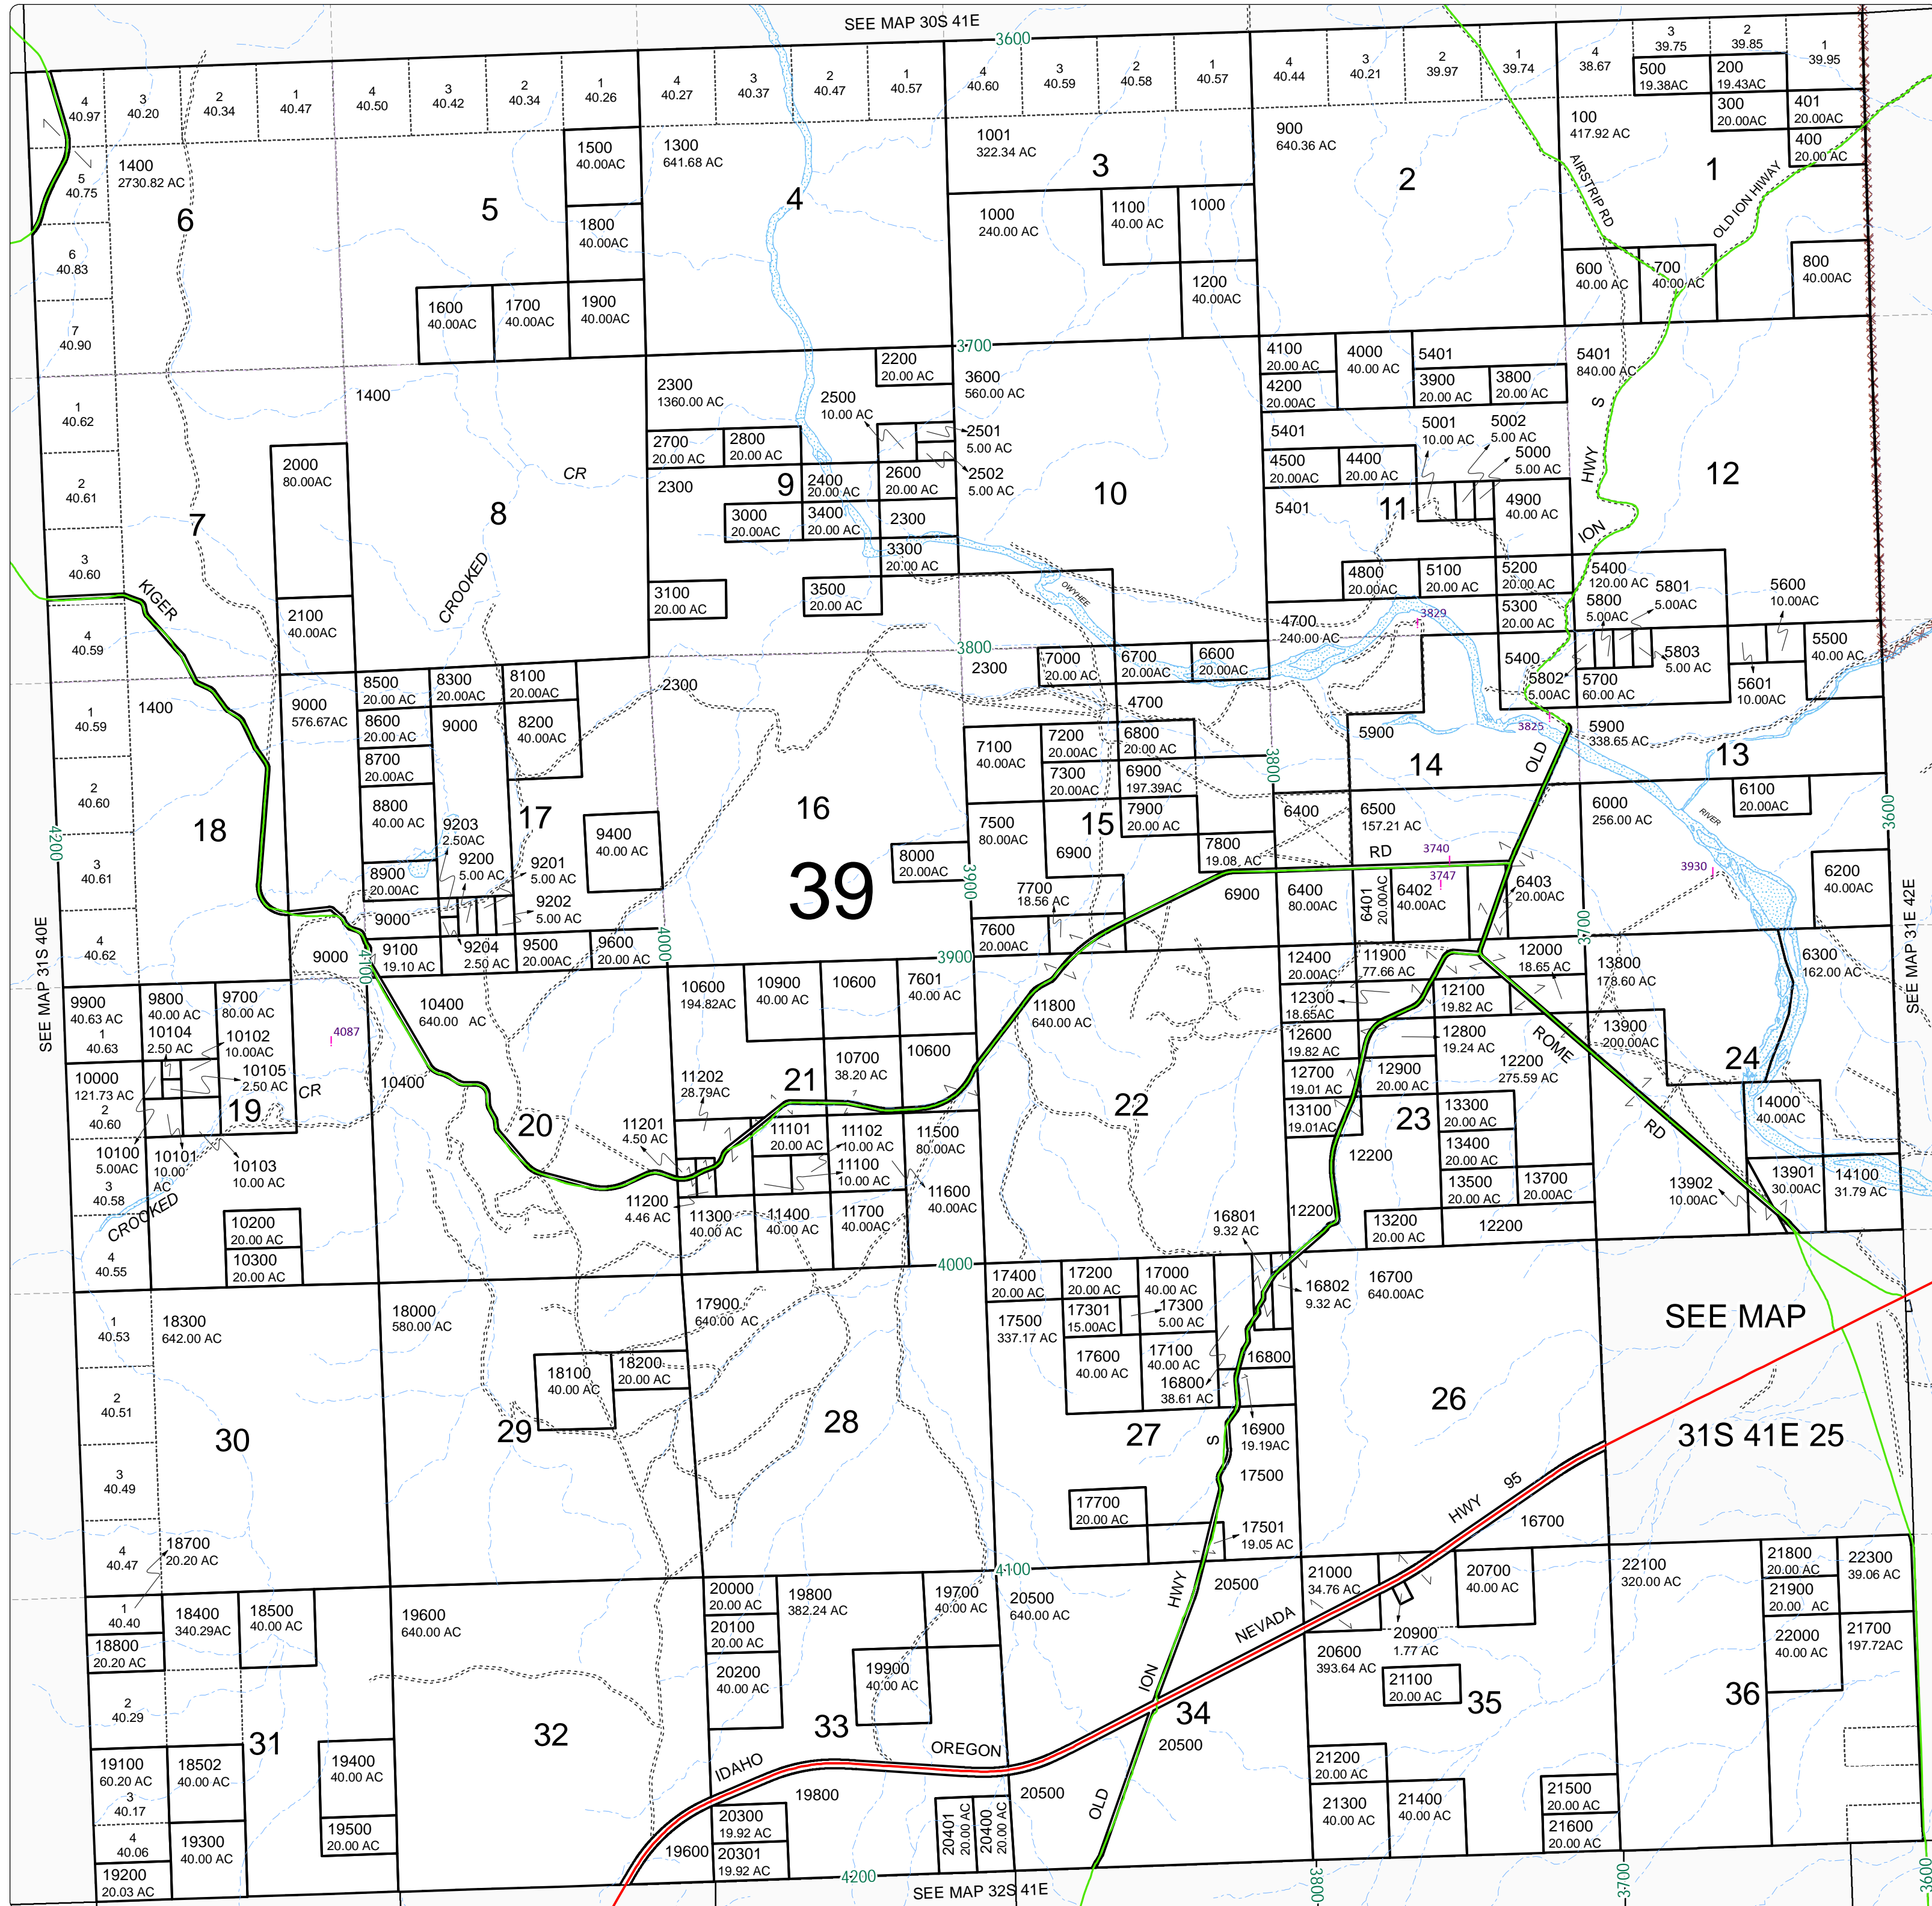 SEE MAP 30S 41E
3600
4
40.97
3
40.20
2
40.34
1
40.47
4
40.50
3
40.42
2
40.34
1
40.26
4
40.27
3
40.37
2
40.47
1
40.57
4
40.60
3
40.59
2
40.58
1
40.57
4
40.44
3
40.21
2
39.97
1
39.74
4
38.67
3
39.75
2
39.85
1
39.95
500
19.38AC
200
19.43AC
300
20.00AC
401
20.00AC
400
20.00 AC
100
417.92 AC
1
AIRSTRIP RD
OLD ION HIWAY
600
40.00 AC
700
40.00 AC
800
40.00AC
900
640.36 AC
2
1001
322.34 AC
3
1000
240.00 AC
1100
40.00 AC
1000
1200
40.00AC
1300
641.68 AC
4
1500
40.00AC
1800
40.00AC
1900
40.00AC
1600
40.00AC
1700
40.00AC
5
1400
2730.82 AC
6
5
40.75
6
40.83
7
40.90
1
40.62
2
40.61
3
40.60
4
40.59
7
KIGER
2000
80.00AC
2100
40.00AC
1400
8
CR
CROOKED
3700
2200
20.00 AC
2300
1360.00 AC
2500
10.00 AC
2501
5.00 AC
2502
5.00 AC
2700
20.00 AC
2800
20.00 AC
2300
9
2400
20.00 AC
2600
20.00 AC
3000
20.00AC
3400
20.00 AC
2300
3300
20.00 AC
3100
20.00 AC
3500
20.00 AC
3600
560.00 AC
10
OWYHEE
4100
20.00 AC
4000
40.00 AC
5401
4200
20.00AC
3900
20.00 AC
3800
20.00 AC
5401
5001
10.00 AC
5002
5.00 AC
5000
5.00 AC
4500
20.00AC
4400
20.00 AC
5401
11
4900
40.00 AC
4800
20.00AC
5100
20.00 AC
5200
20.00 AC
5300
20.00 AC
4700
240.00 AC
3829
5401
840.00 AC
S
HWY
ION
12
5400
120.00 AC
5801
5.00AC
5800
5.00AC
5600
10.00AC
5500
40.00 AC
5803
5.00 AC
5400
5802
5.00AC
5700
60.00 AC
5601
10.00AC
3825
5900
338.65 AC
13
6100
20.00AC
6000
256.00 AC
RIVER
3930
6200
40.00AC
3600
SEE MAP 31E 42E
OLD
5900
14
6400
6500
157.21 AC
RD
3740
3747
6400
80.00AC
6401
20.00AC
6402
40.00AC
6403
20.00AC
3700
3800
2300
7000
20.00 AC
6700
20.00AC
6600
20.00AC
4700
7100
40.00AC
7200
20.00AC
6800
20.00 AC
7300
20.00AC
6900
197.39AC
3800
7500
80.00AC
15
7900
20.00 AC
6900
7800
19.08 AC
7700
18.56 AC
6900
7600
20.00AC
3900
2300
16
39
8000
20.00AC
9000
576.67AC
8500
20.00 AC
8300
20.00AC
8100
20.00AC
8600
20.00 AC
9000
8200
40.00AC
8700
20.00AC
8800
40.00 AC
17
9203
2.50AC
9400
40.00 AC
9200
5.00 AC
9201
5.00 AC
8900
20.00AC
9202
5.00 AC
9000
9100
19.10 AC
9204
2.50 AC
9500
20.00AC
9600
20.00 AC
4000
9000
4100
1400
18
1
40.59
2
40.60
3
40.61
4
40.62
4200
SEE MAP 31S 40E
9900
40.63 AC
1
40.63
9800
40.00 AC
9700
80.00 AC
10104
2.50 AC
10102
10.00AC
10105
2.50 AC
10000
121.73 AC
2
40.60
19
CR
10100
5.00AC
3
40.58
10101
10.00
AC
10103
10.00 AC
CROOKED
10200
20.00 AC
10300
20.00 AC
4
40.55
4087
10400
640.00 AC
10400
20
10600
194.82AC
10900
40.00 AC
10600
7601
40.00 AC
3900
11202
28.79AC
21
10700
38.20 AC
10600
11201
4.50 AC
11101
20.00 AC
11102
10.00 AC
11500
80.00AC
11100
10.00 AC
11200
4.46 AC
11300
40.00 AC
11400
40.00 AC
11700
40.00AC
11600
40.00AC
11800
640.00 AC
22
12400
20.00AC
11900
77.66 AC
12000
18.65 AC
12300
18.65AC
12100
19.82 AC
12600
19.82 AC
12800
19.24 AC
12700
19.01 AC
12900
20.00 AC
12200
275.59 AC
13100
19.01AC
23
13300
20.00 AC
13400
20.00 AC
12200
13500
20.00 AC
13700
20.00AC
12200
13200
20.00 AC
12200
ROME
RD
13800
178.60 AC
6300
162.00 AC
13900
200.00AC
24
14000
40.00AC
13902
10.00AC
13901
30.00AC
14100
31.79 AC
4000
1
40.53
2
40.51
3
40.49
4
40.47
18300
642.00 AC
30
18700
20.20 AC
18000
580.00 AC
18100
40.00 AC
18200
20.00 AC
29
17900
640.00 AC
28
17400
20.00 AC
17200
20.00 AC
17000
40.00 AC
16801
9.32 AC
16802
9.32 AC
17500
337.17 AC
17301
15.00AC
17300
5.00 AC
17600
40.00 AC
17100
40.00 AC
16800
16800
38.61 AC
27
S
16900
19.19AC
17500
17700
20.00 AC
17501
19.05 AC
16700
640.00AC
26
HWY 95
16700
SEE MAP
31S 41E 25
4100
1
40.40
18400
340.29AC
18500
40.00 AC
18800
20.20 AC
2
40.29
31
19100
60.20 AC
3
40.17
18502
40.00 AC
19400
40.00 AC
4
40.06
19300
40.00 AC
19500
20.00 AC
19200
20.03 AC
19600
640.00 AC
32
19600
20000
20.00 AC
19800
382.24 AC
19700
40.00 AC
20100
20.00 AC
20200
40.00 AC
19900
40.00 AC
33
IDAHO
OREGON
19800
20300
19.92 AC
20301
19.92 AC
20401
20.00 AC
20400
20.00 AC
4200
20500
640.00 AC
HWY
20500
NEVADA
ION
34
20500
20500
OLD
21000
34.76 AC
20700
40.00 AC
20900
1.77 AC
20600
393.64 AC
21100
20.00 AC
35
21200
20.00 AC
21300
40.00 AC
21400
40.00 AC
21500
20.00 AC
21600
20.00 AC
22100
320.00 AC
21800
20.00 AC
22300
39.06 AC
21900
20.00 AC
22000
40.00 AC
21700
197.72AC
36
SEE MAP 32S 41E
3800
3700
3600